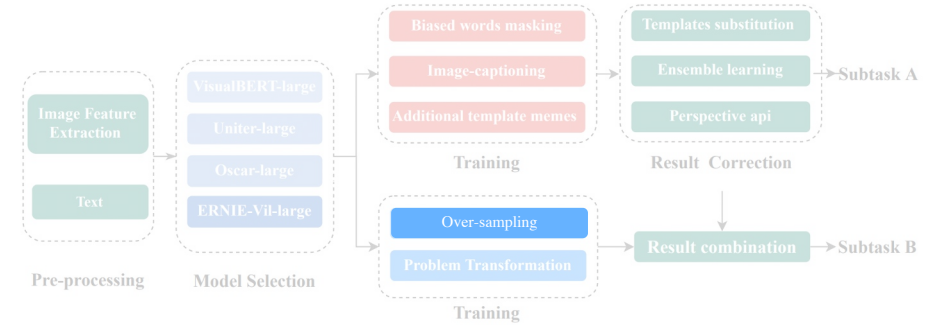 Image Feature
Extraction
Text
Pre-processing
VisualBERT-large
Uniter-large
Oscar-large
ERNIE-Vil-large
Model Selection
Biased words masking
Image-captioning
Additional template memes
Training
Over-sampling
Problem Transformation
Training
Templates substitution
Ensemble learning
Perspective api
Result Correction
Result combination
Subtask A
Subtask B